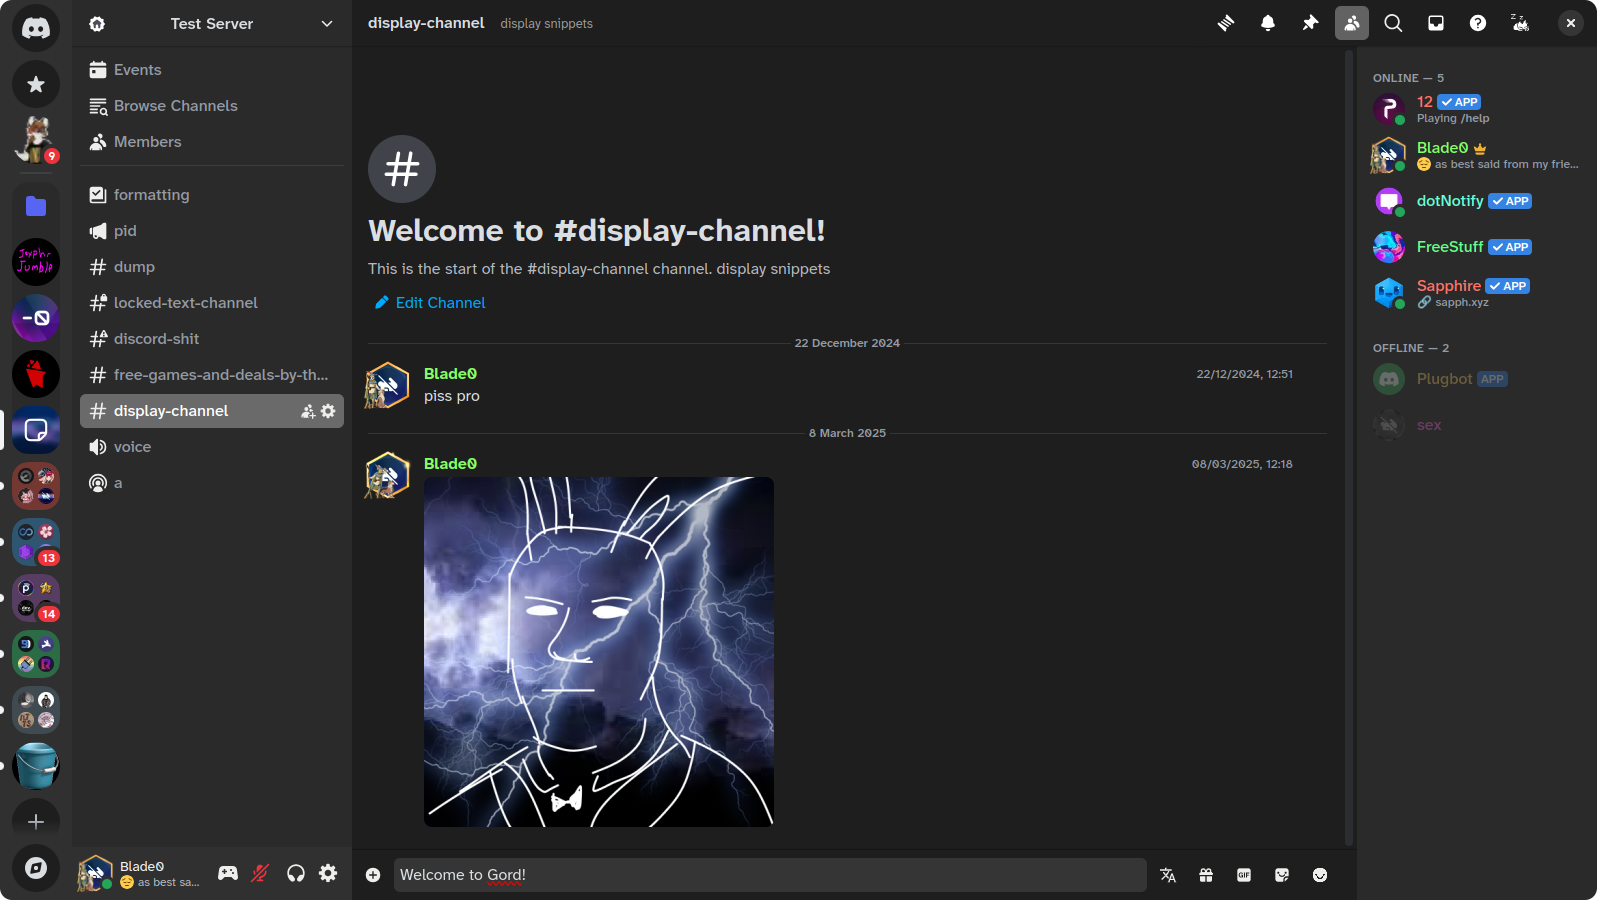 Test Server
display-channel
display snippets
9
Joyphr
Jumble
13
14
Events
Browse Channels
Members
formatting
pid
dump
locked-text-channel
discord-shit
free-games-and-deals-by-th...
display-channel
voice
a
Blade0
as best sa...
Welcome to #display-channel!
This is the start of the #display-channel channel. display snippets
Edit Channel
22 December 2024
Blade0
22/12/2024, 12:51
piss pro
8 March 2025
Blade0
08/03/2025, 12:18
Welcome to Gord!
GIF
ONLINE — 5
12 APP
Playing /help
Blade0
as best said from my frie...
dotNotify APP
FreeStuff APP
Sapphire APP
sapph.xyz
OFFLINE — 2
Plugbot APP
sex